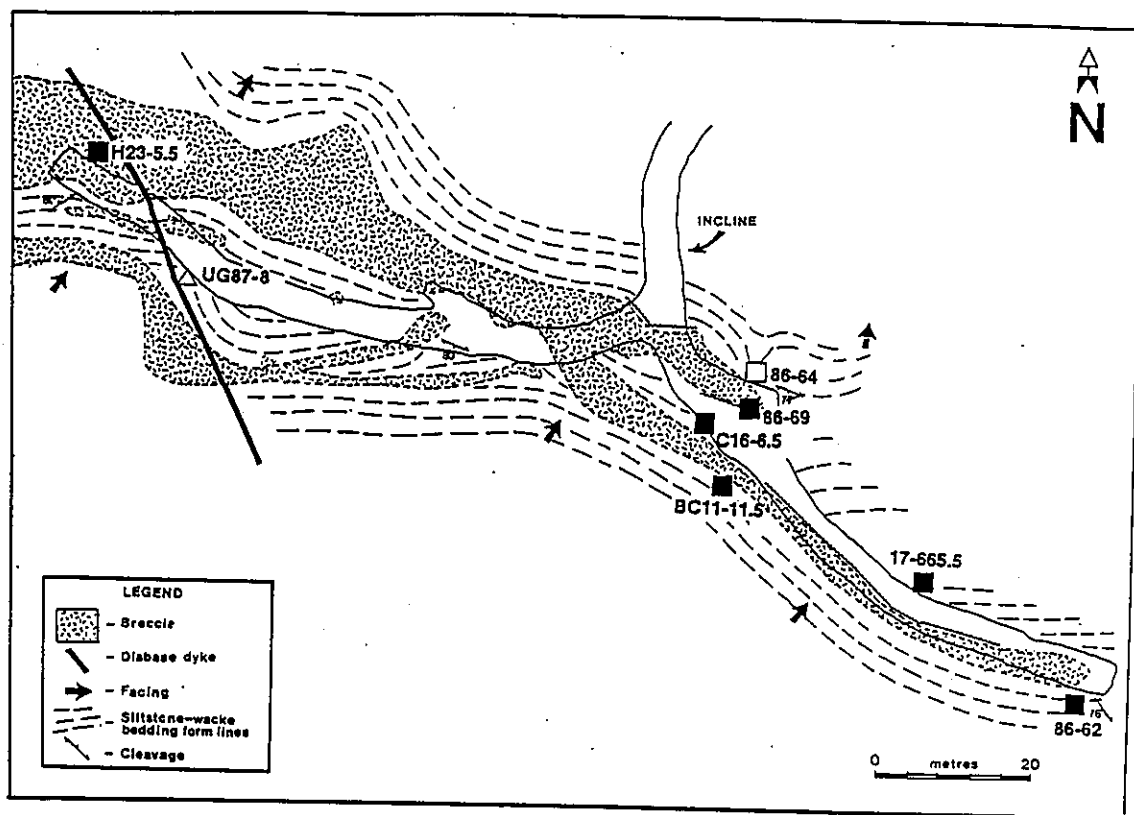 N
H23-5.5
INCLINE
UG87-8
86-64
86-69
C16-6.5
BC11-11.5
17-665.5
86-62
76
LEGEND
- Breccia
- Diabase dyke
- Facing
- Siltstone-wacke
bedding form lines
- Cleavage
0 metres 20